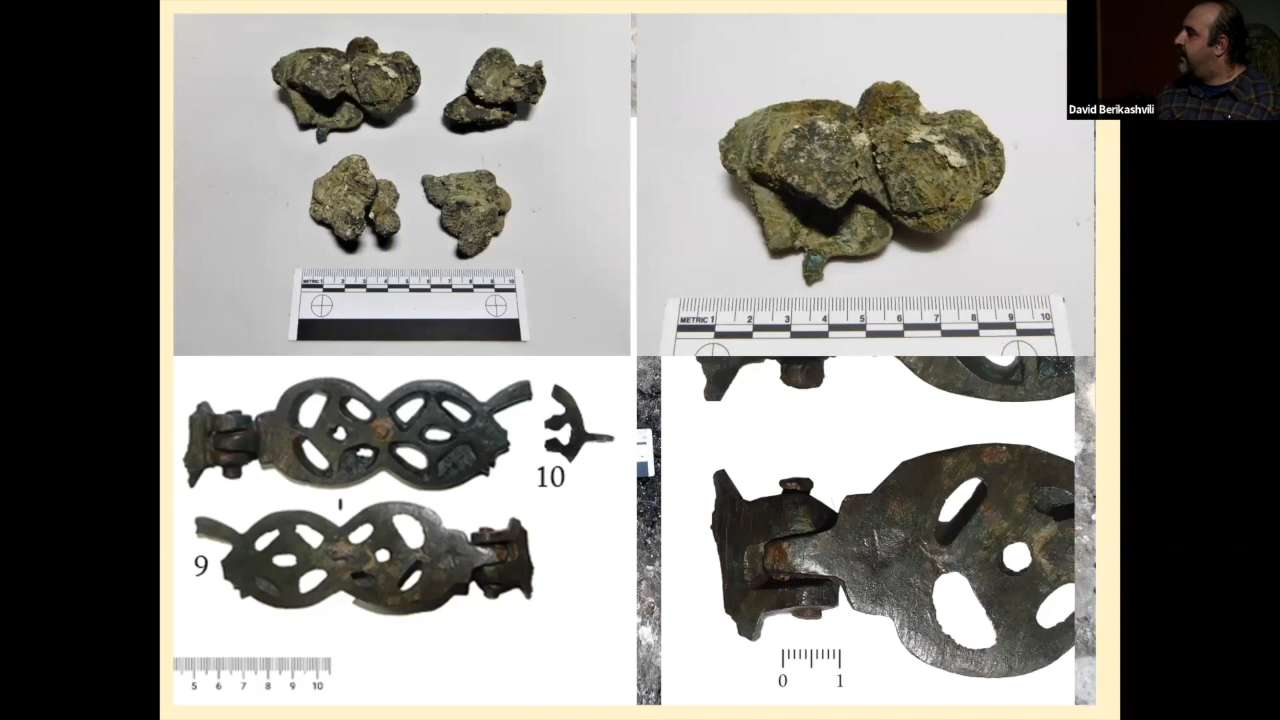 David Berikashvili
METRIC 1 2 3 4 5 6 7 8 9 10
METRIC 1 2 3 4 5 6 7 8 9 10
10
9
5 6 7 8 9 10
0 1